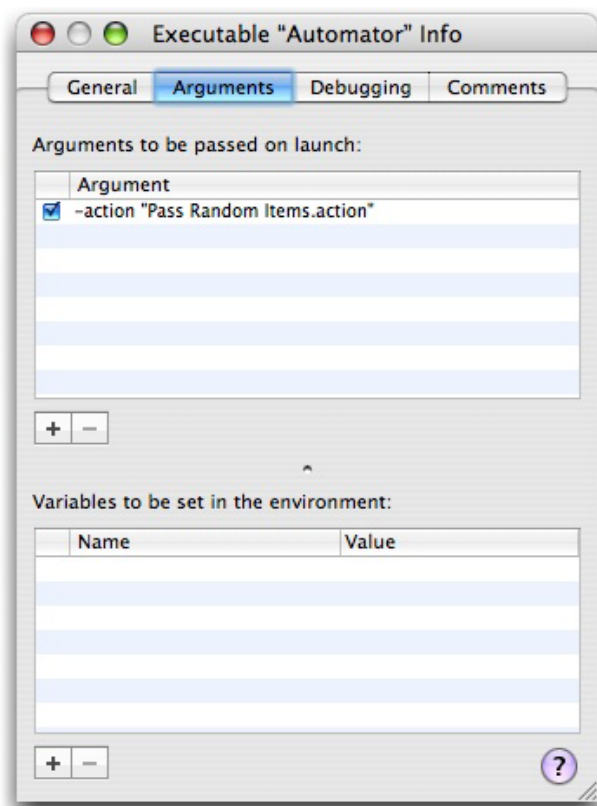 Executable “Automator” Info
General Arguments Debugging Comments
Arguments to be passed on launch:
Argument
-action "Pass Random Items.action"
+ −
Variables to be set in the environment:
Name Value
+ −
?